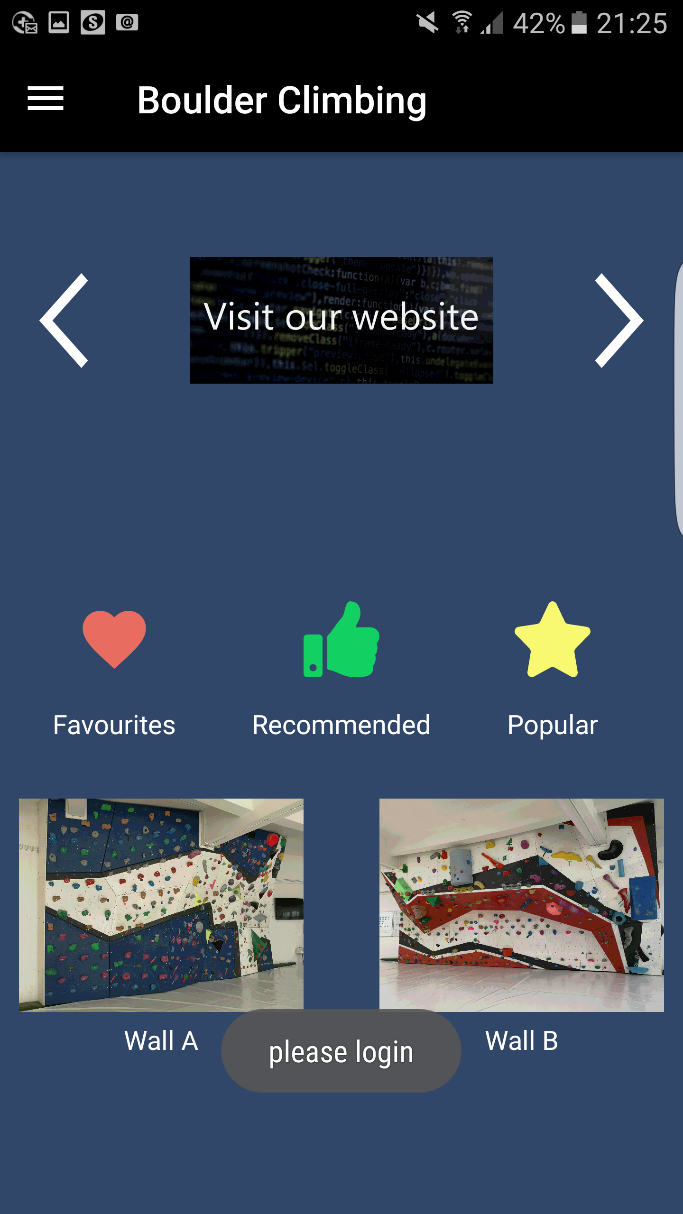 42% 21:25
Boulder Climbing
Visit our website
Favourites
Recommended
Popular
Wall A
Wall B
please login